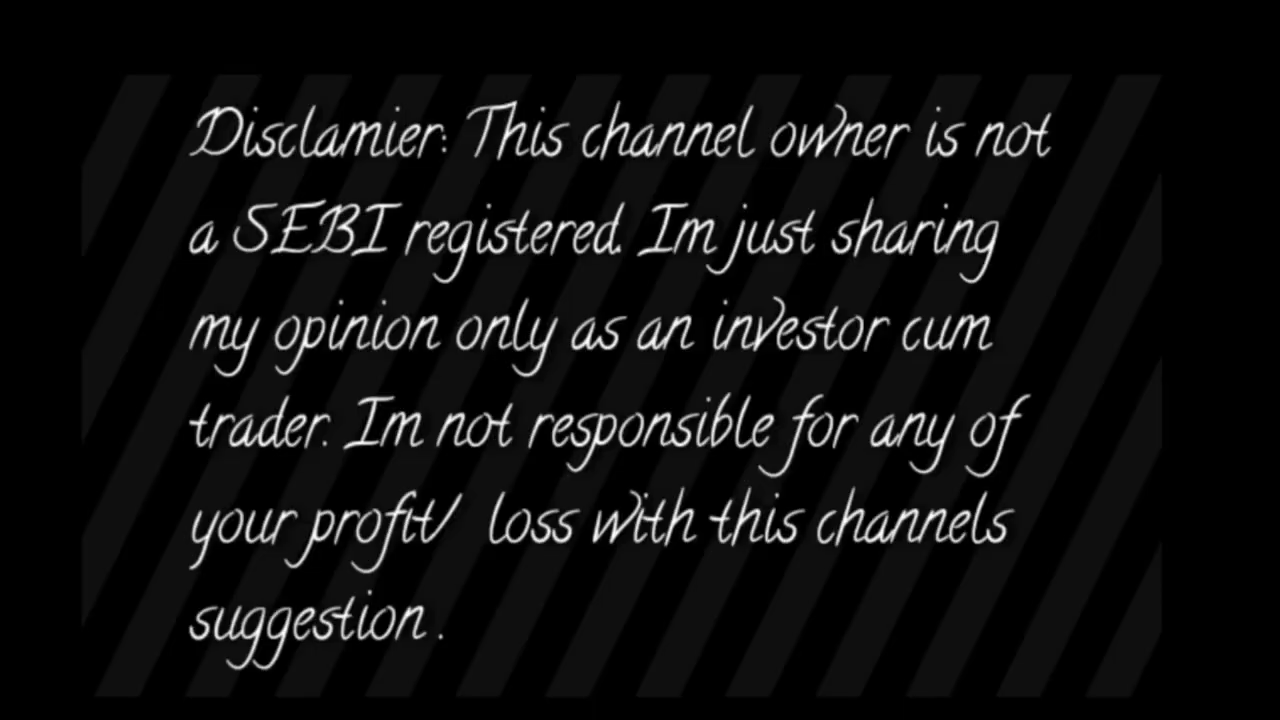 Disclamier: This channel owner is not
a SEBI registered. Im just sharing
my opinion only as an investor cum
trader. Im not responsible for any of
your profit/ loss with this channels
suggestion .